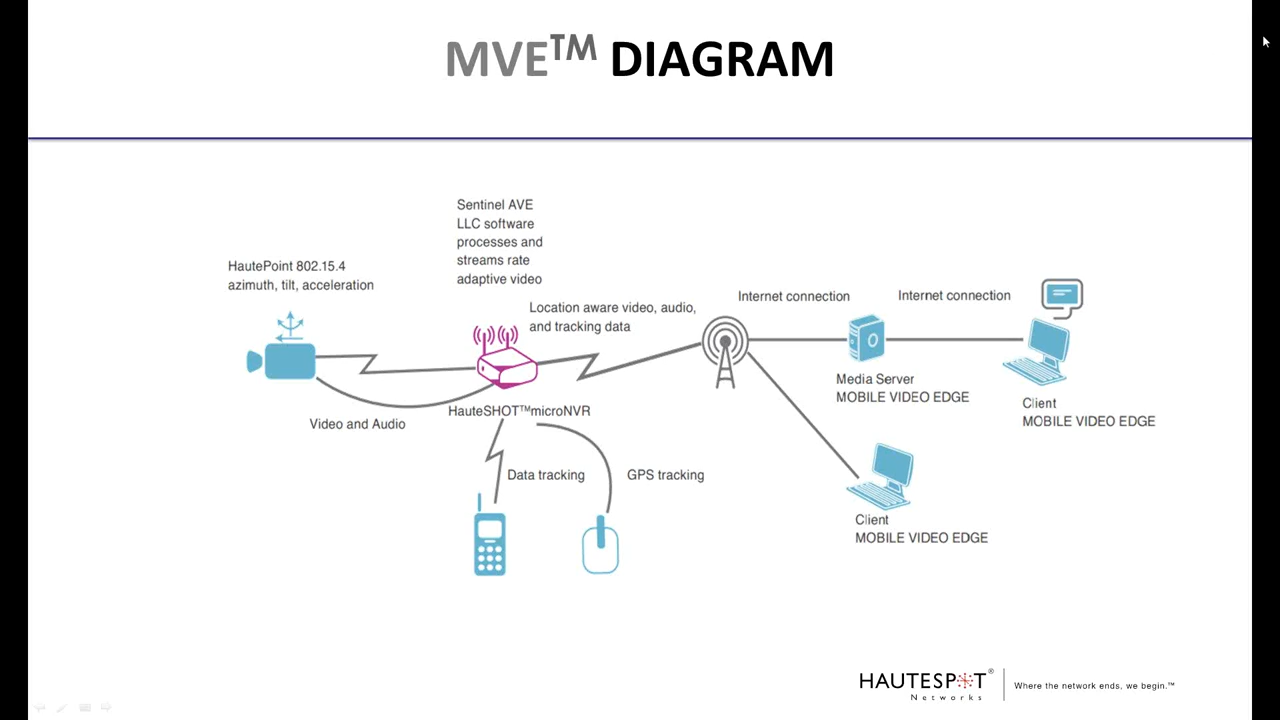 MVE™ DIAGRAM
Sentinel AVE
LLC software
processes and
streams rate
adaptive video
HautePoint 802.15.4
azimuth, tilt, acceleration
Location aware video, audio,
and tracking data
Internet connection
Internet connection
Media Server
MOBILE VIDEO EDGE
Client
MOBILE VIDEO EDGE
HauteSHOT™microNVR
Video and Audio
Data tracking
GPS tracking
Client
MOBILE VIDEO EDGE
HAUTESPOT®
Networks
Where the network ends, we begin.™